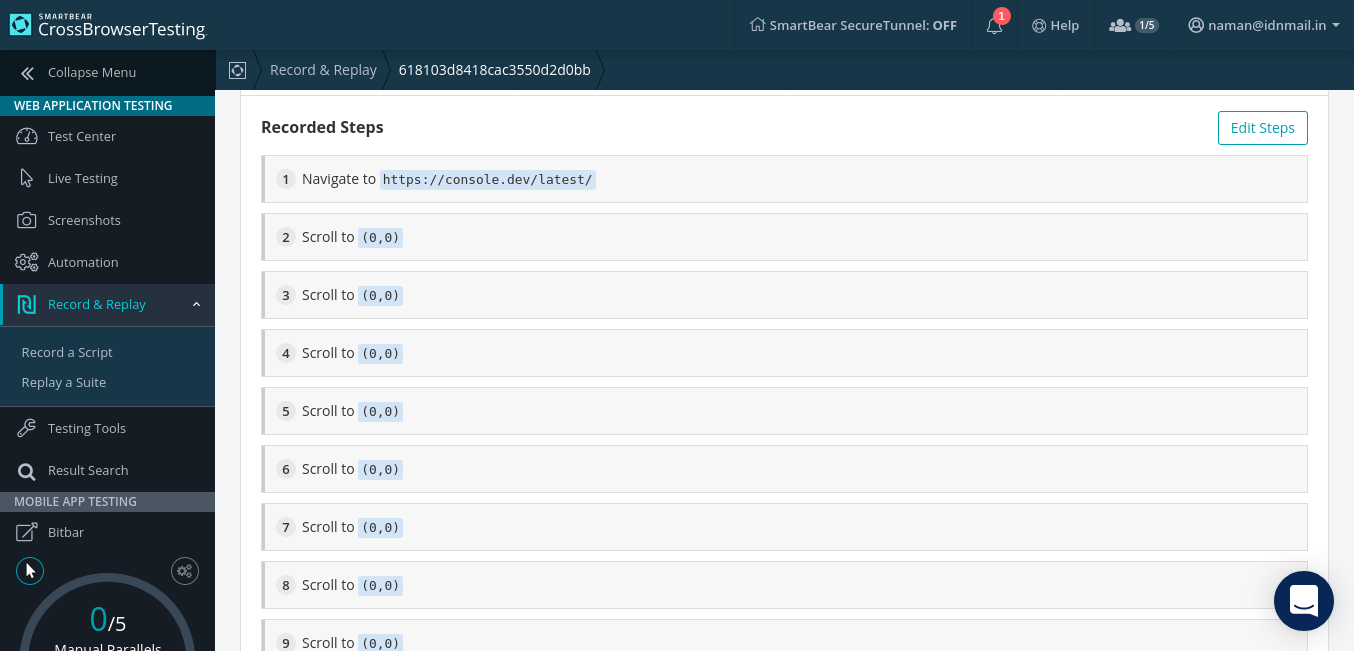 SMARTBEAR
CrossBrowserTesting
SmartBear SecureTunnel: OFF
1
Help
1/5
naman@idnmail.in
Collapse Menu
Record & Replay
618103d8418cac3550d2d0bb
WEB APPLICATION TESTING
Test Center
Live Testing
Screenshots
Automation
Record & Replay
Record a Script
Replay a Suite
Testing Tools
Result Search
MOBILE APP TESTING
Bitbar
0/5
Manual Parallels
Recorded Steps
Edit Steps
1 Navigate to https://console.dev/latest/
2 Scroll to (0,0)
3 Scroll to (0,0)
4 Scroll to (0,0)
5 Scroll to (0,0)
6 Scroll to (0,0)
7 Scroll to (0,0)
8 Scroll to (0,0)
9 Scroll to (0,0)